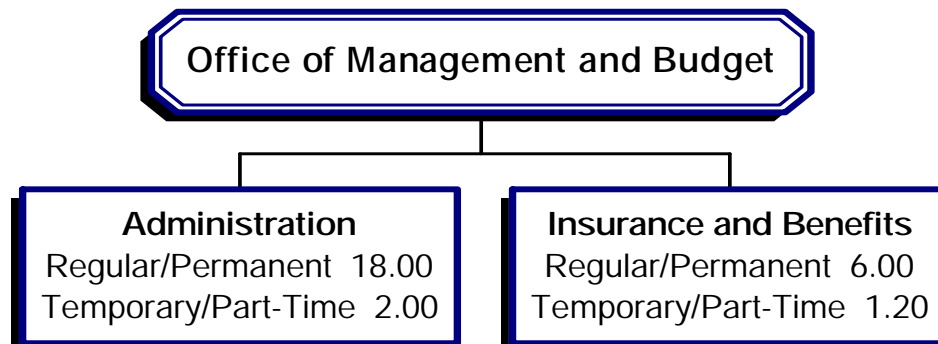 Office of Management and Budget
Administration
Regular/Permanent 18.00
Temporary/Part-Time 2.00
Insurance and Benefits
Regular/Permanent 6.00
Temporary/Part-Time 1.20